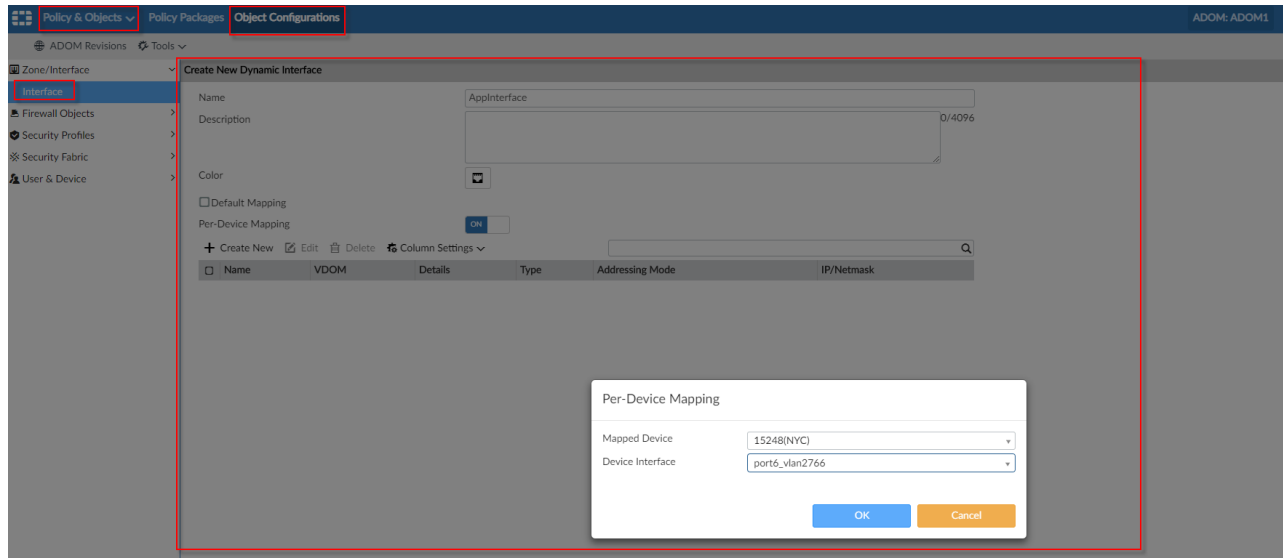 Policy & Objects Policy Packages Object Configurations ADOM: ADOM1
ADOM Revisions Tools
Zone/Interface
Create New Dynamic Interface
Interface
Name AppInterface
Firewall Objects
Description 0/4096
Security Profiles
Security Fabric
User & Device
Color
Default Mapping
Per-Device Mapping ON
Create New Edit Delete Column Settings
Name VDOM Details Type Addressing Mode IP/Netmask
Per-Device Mapping
Mapped Device 15248(NYC)
Device Interface port6_vlan2766
OK Cancel